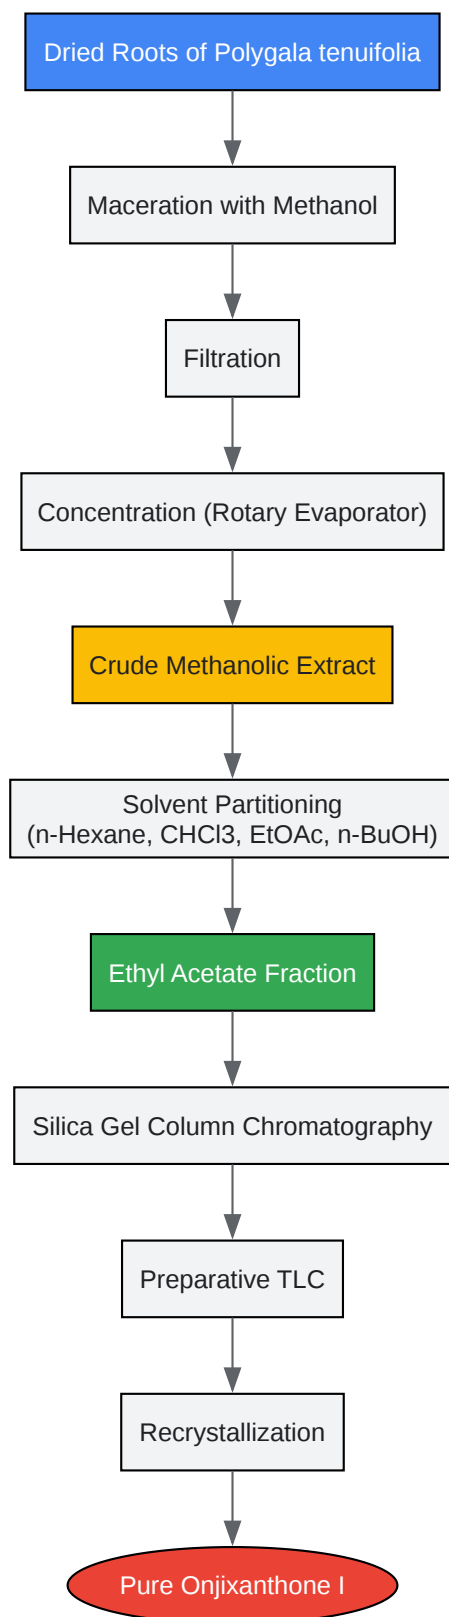 Dried Roots of Polygala tenuifolia
Maceration with Methanol
Filtration
Concentration (Rotary Evaporator)
Crude Methanolic Extract
Solvent Partitioning
(n-Hexane, CHCl3, EtOAc, n-BuOH)
Ethyl Acetate Fraction
Silica Gel Column Chromatography
Preparative TLC
Recrystallization
Pure Onjixanthone I